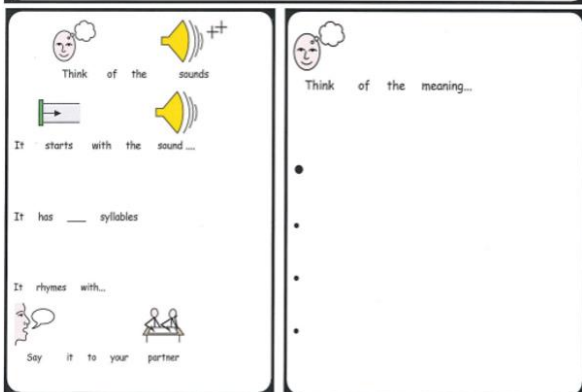 Think of the sounds
It starts with the sound ....
It has ___ syllables
It rhymes with...
Say it to your partner
Think of the meaning...